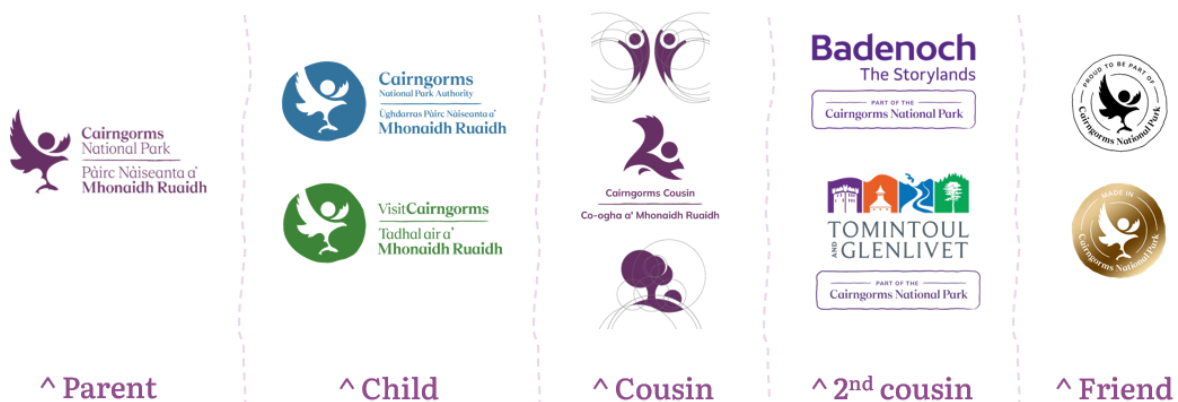 Cairngorms
National Park
Pàirc Nàiseanta a'
Mhonaidh Ruaidh
^ Parent
Cairngorms
National Park Authority
Ùghdarras Pàirc Nàiseanta a'
Mhonaidh Ruaidh
VisitCairngorms
Tadhal air a'
Mhonaidh Ruaidh
^ Child
Cairngorms Cousin
Co-ogha a' Mhonaidh Ruaidh
^ Cousin
Badenoch
The Storylands
PART OF THE
Cairngorms National Park
TOMINTOUL
AND GLENLIVET
PART OF THE
Cairngorms National Park
^ 2nd cousin
PROUD TO BE PART OF
Cairngorms National Park
MADE IN
Cairngorms National Park
^ Friend